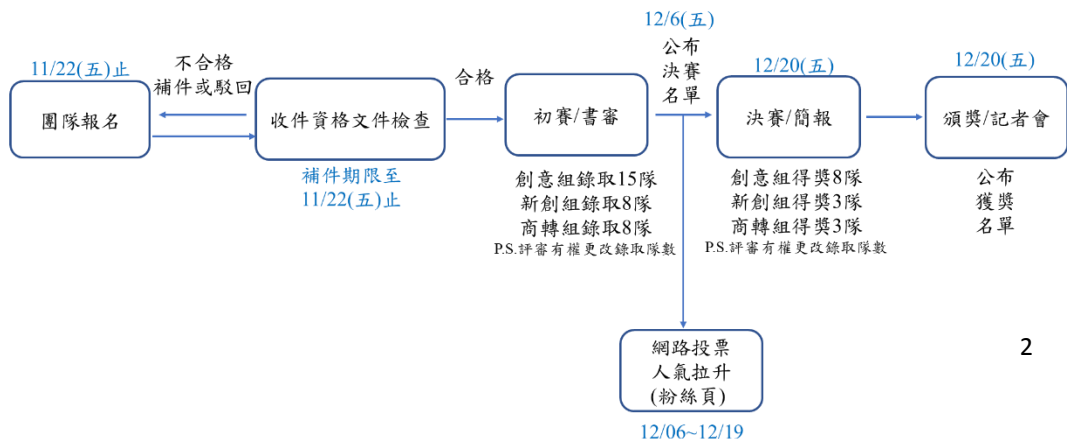 11/22(五)止
團隊報名
不合格
補件或駁回
收件資格文件檢查
補件期限至
11/22(五)止
合格
初賽/書審
創意組錄取15隊
新創組錄取8隊
商轉組錄取8隊
P.S.評審有權更改錄取隊數
12/6(五)
公布
決賽
名單
12/20(五)
決賽/簡報
創意組得獎8隊
新創組得獎3隊
商轉組得獎3隊
P.S.評審有權更改錄取隊數
12/20(五)
頒獎/記者會
公布
獲獎
名單
網路投票
人氣拉升
(粉絲頁)
12/06~12/19
2